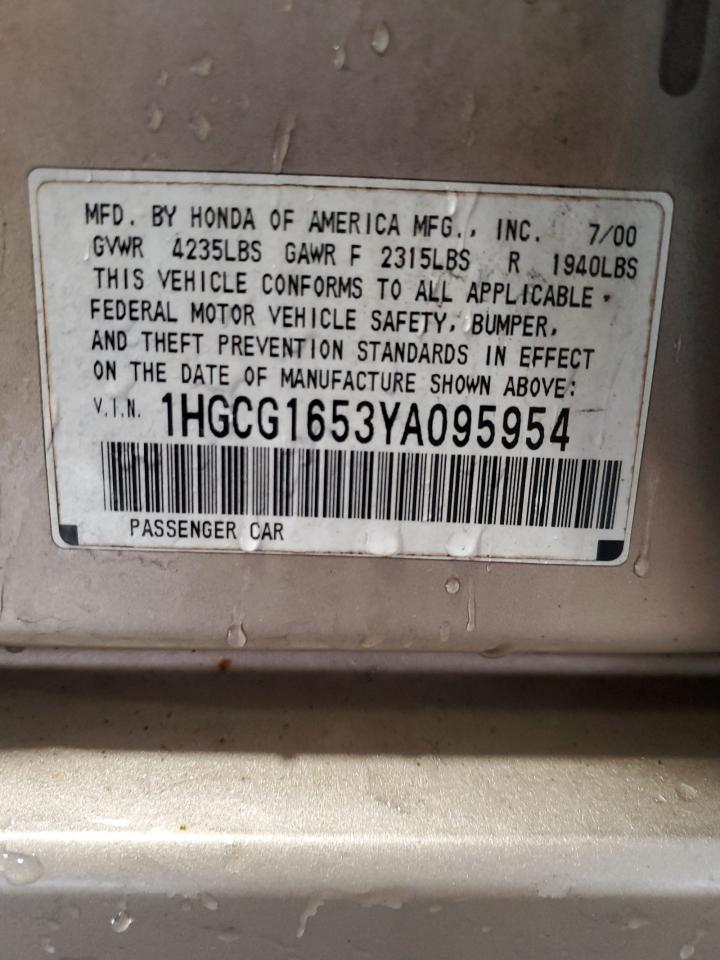 MFD. BY HONDA OF AMERICA MFG., INC. 7/00
GVWR 4235LBS GAWR F 2315LBS R 1940LBS
THIS VEHICLE CONFORMS TO ALL APPLICABLE
FEDERAL MOTOR VEHICLE SAFETY, BUMPER,
AND THEFT PREVENTION STANDARDS IN EFFECT
ON THE DATE OF MANUFACTURE SHOWN ABOVE:
V.I.N. 1HGCG1653YA095954
PASSENGER CAR